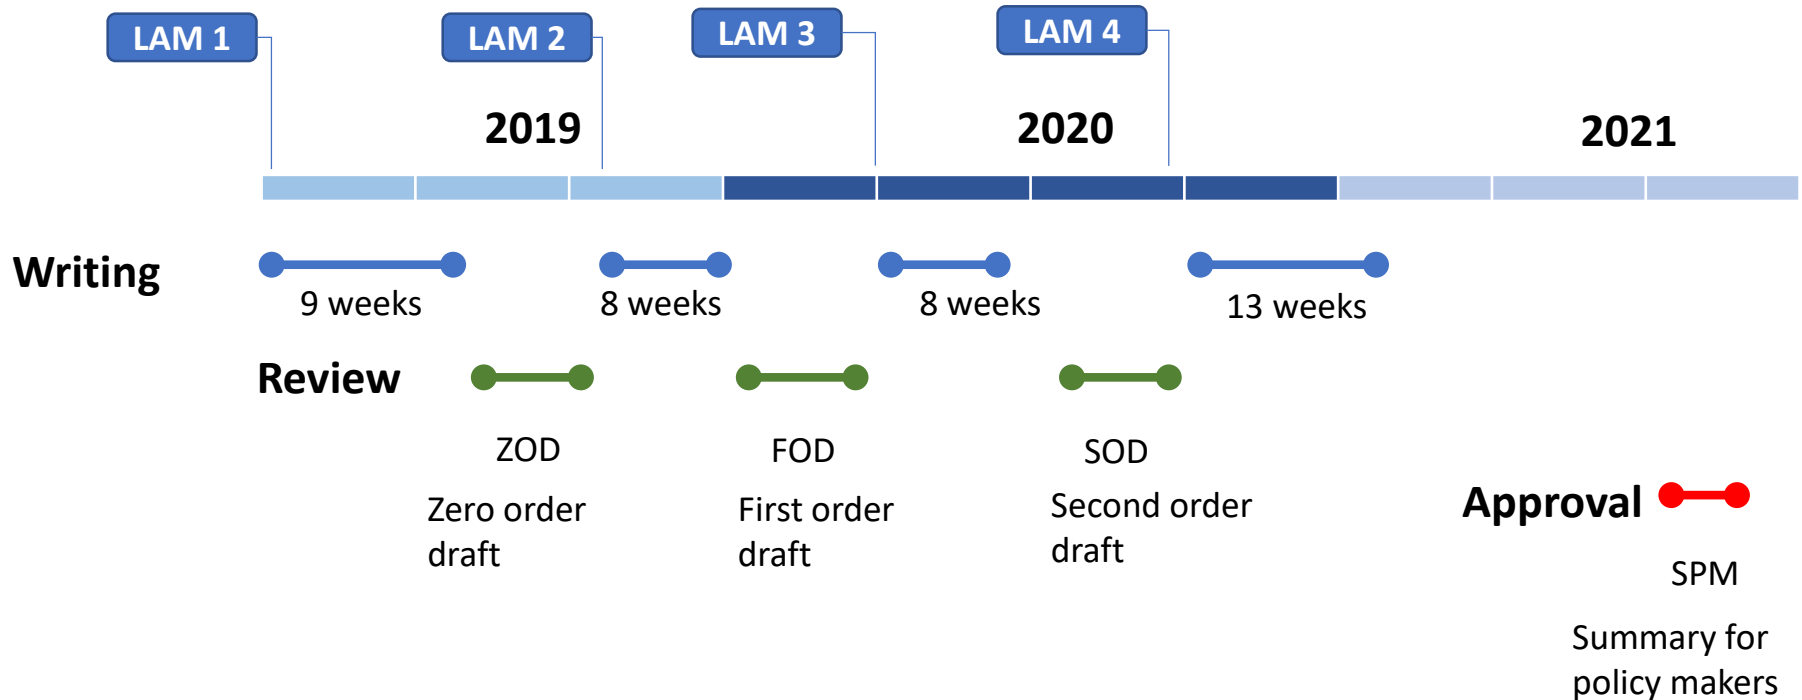 LAM 1
LAM 2
LAM 3
LAM 4
2019
2020
2021
Writing
9 weeks
8 weeks
8 weeks
13 weeks
Review
ZOD
FOD
SOD
Zero order
draft
First order
draft
Second order
draft
Approval
SPM
Summary for
policy makers